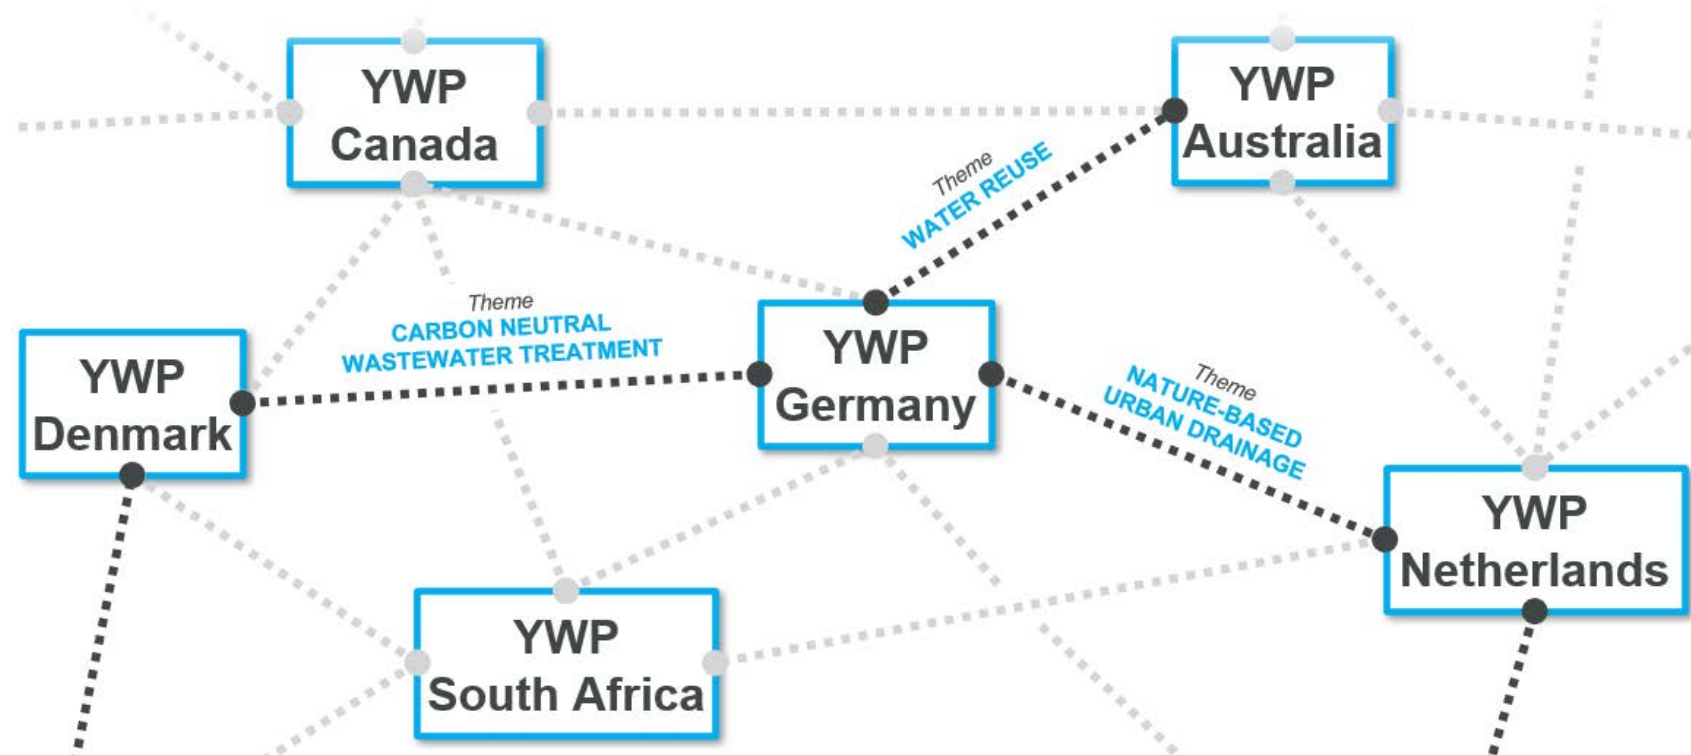 YWP
Canada
YWP
Australia
Theme
WATER REUSE
Theme
CARBON NEUTRAL
WASTEWATER TREATMENT
YWP
Denmark
YWP
Germany
Theme
NATURE-BASED
URBAN DRAINAGE
YWP
Netherlands
YWP
South Africa